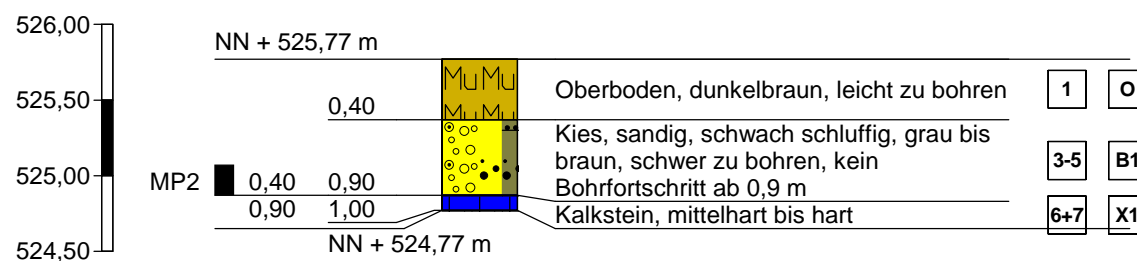 526,00
NN + 525,77 m
Mu Mu
Oberboden, dunkelbraun, leicht zu bohren
1
O
525,50
0,40
Mu Mu
Kies, sandig, schwach schluffig, grau bis
braun, schwer zu bohren, kein
Bohrfortschritt ab 0,9 m
3-5
B1
525,00
MP2
0,40 0,90
0,90 1,00
Kalkstein, mittelhart bis hart
6+7
X1
NN + 524,77 m
524,50